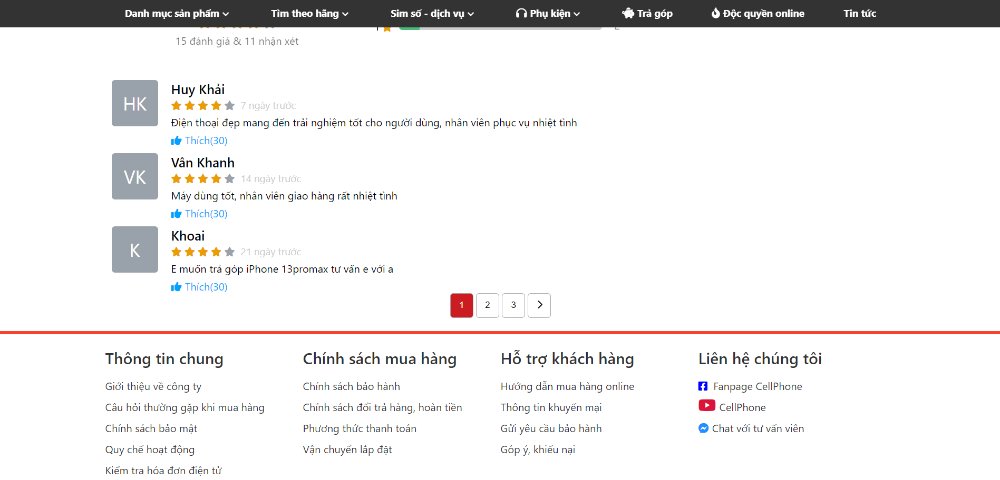 Danh mục sản phẩm Tìm theo hãng Sim số - dịch vụ Phụ kiện Trả góp Độc quyền online Tin tức
15 đánh giá & 11 nhận xét
HK
Huy Khải
7 ngày trước
Điện thoại đẹp mang đến trải nghiệm tốt cho người dùng, nhân viên phục vụ nhiệt tình
Thích(30)
VK
Vân Khanh
14 ngày trước
Máy dùng tốt, nhân viên giao hàng rất nhiệt tình
Thích(30)
K
Khoai
21 ngày trước
E muốn trả góp iPhone 13promax tư vấn e với a
Thích(30)
1 2 3
Thông tin chung
Giới thiệu về công ty
Câu hỏi thường gặp khi mua hàng
Chính sách bảo mật
Quy chế hoạt động
Kiểm tra hóa đơn điện tử
Chính sách mua hàng
Chính sách bảo hành
Chính sách đổi trả hàng, hoàn tiền
Phương thức thanh toán
Vận chuyển lắp đặt
Hỗ trợ khách hàng
Hướng dẫn mua hàng online
Thông tin khuyến mại
Gửi yêu cầu bảo hành
Góp ý, khiếu nại
Liên hệ chúng tôi
Fanpage CellPhone
CellPhone
Chat với tư vấn viên